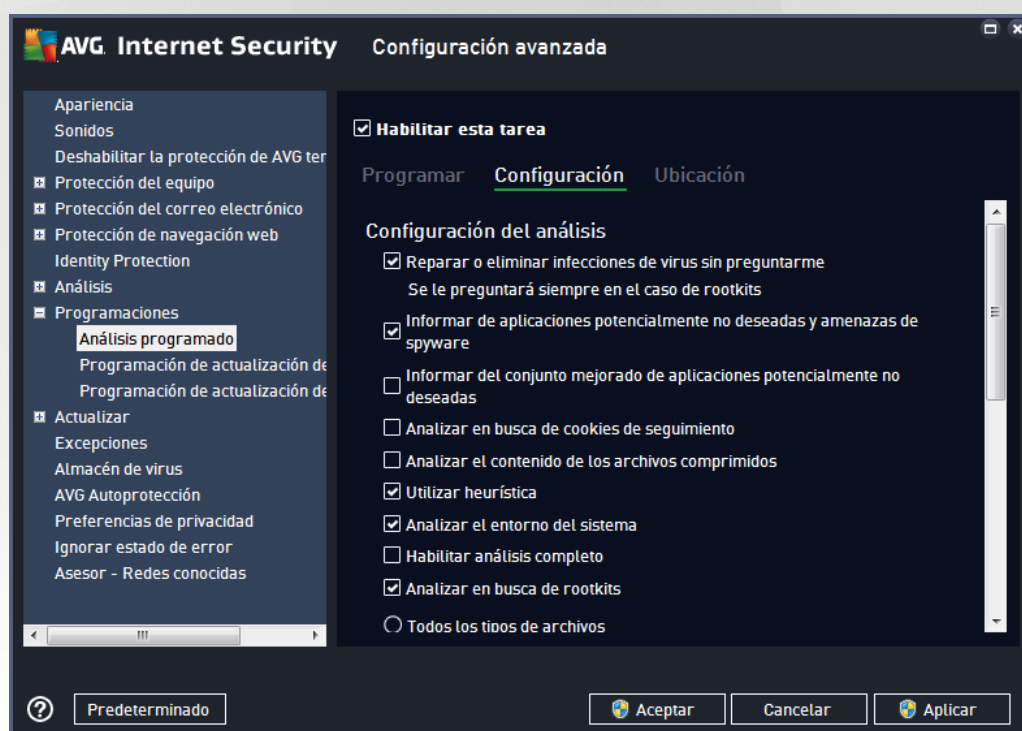 AVG. Internet Security
Configuración avanzada
Apariencia
Sonidos
Deshabilitar la protección de AVG ter
Protección del equipo
Protección del correo electrónico
Protección de navegación web
Identity Protection
Análisis
Programaciones
Análisis programado
Programación de actualización de
Programación de actualización de
Actualizar
Excepciones
Almacén de virus
AVG Autoprotección
Preferencias de privacidad
Ignorar estado de error
Asesor - Redes conocidas
Habilitar esta tarea
Programar
Configuración
Ubicación
Configuración del análisis
Reparar o eliminar infecciones de virus sin preguntarme
Se le preguntará siempre en el caso de rootkits
Informar de aplicaciones potencialmente no deseadas y amenazas de
spyware
Informar del conjunto mejorado de aplicaciones potencialmente no
deseadas
Analizar en busca de cookies de seguimiento
Analizar el contenido de los archivos comprimidos
Utilizar heurística
Analizar el entorno del sistema
Habilitar análisis completo
Analizar en busca de rootkits
Todos los tipos de archivos
Predeterminado
Aceptar
Cancelar
Aplicar